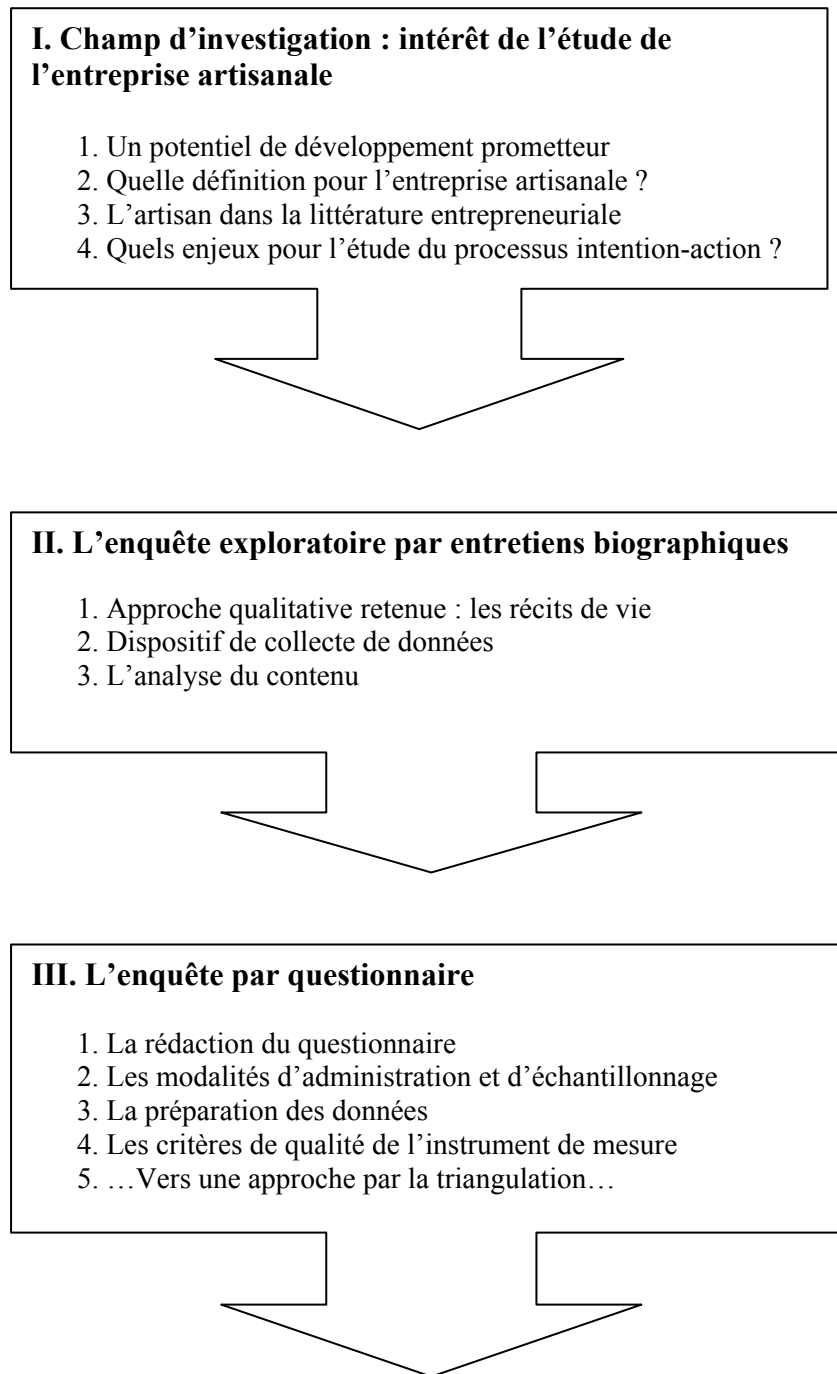 I. Champ d’investigation : intérêt de l’étude de
l’entreprise artisanale
1. Un potentiel de développement prometteur
2. Quelle définition pour l’entreprise artisanale ?
3. L’artisan dans la littérature entrepreneuriale
4. Quels enjeux pour l’étude du processus intention-action ?
II. L’enquête exploratoire par entretiens biographiques
1. Approche qualitative retenue : les récits de vie
2. Dispositif de collecte de données
3. L’analyse du contenu
III. L’enquête par questionnaire
1. La rédaction du questionnaire
2. Les modalités d’administration et d’échantillonnage
3. La préparation des données
4. Les critères de qualité de l’instrument de mesure
5. …Vers une approche par la triangulation…